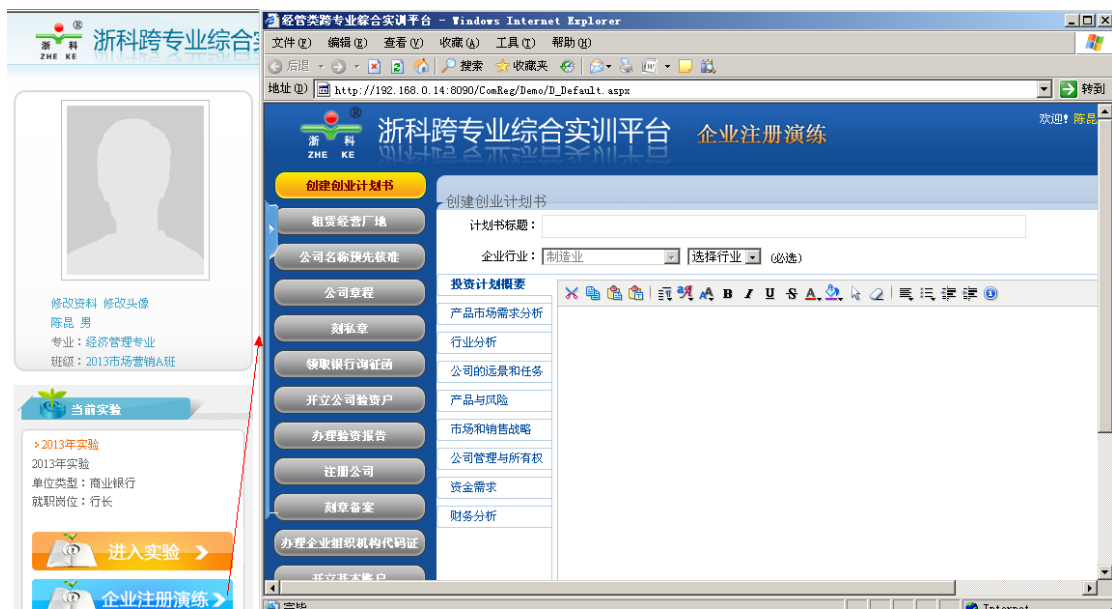 浙科
ZHE KE
®
浙科跨专业综合
修改资料 修改头像
陈昆 男
专业：经济管理专业
班级：2013市场营销A班
当前实验
>2013年实验
2013年实验
单位类型：商业银行
就职岗位：行长
进入实验
企业注册演练
经管类跨专业综合实训平台 - Windows Internet Explorer
文件(F) 编辑(E) 查看(V) 收藏(A) 工具(T) 帮助(H)
后退 搜索 收藏夹
地址(D) http://192.168.0.14:8090/ComReg/Demo/D_Default.aspx 转到
浙科
ZHE KE
®
浙科跨专业综合实训平台 企业注册演练
欢迎! 陈昆
创建创业计划书
租赁经营厂地
公司名称预先核准
公司章程
刻私章
领取银行询征函
开立公司验资户
办理验资报告
注册公司
刻章备案
办理企业组织机构代码证
开立基本账户
创建创业计划书
计划书标题：
企业行业： 制造业 选择行业 (必选)
投资计划概要
产品市场需求分析
行业分析
公司的远景和任务
产品与风险
市场和销售战略
公司管理与所有权
资金需求
财务分析
B I U S A
完毕
Internet